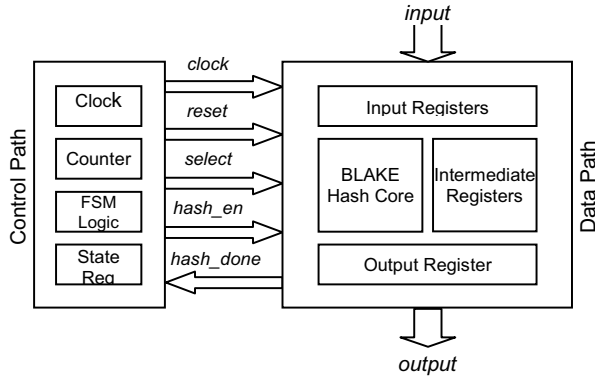 input
Control Path
Clock
Counter
FSM
Logic
State
Reg
clock
reset
select
hash_en
hash_done
Input Registers
BLAKE
Hash Core
Intermediate
Registers
Output Register
Data Path
output